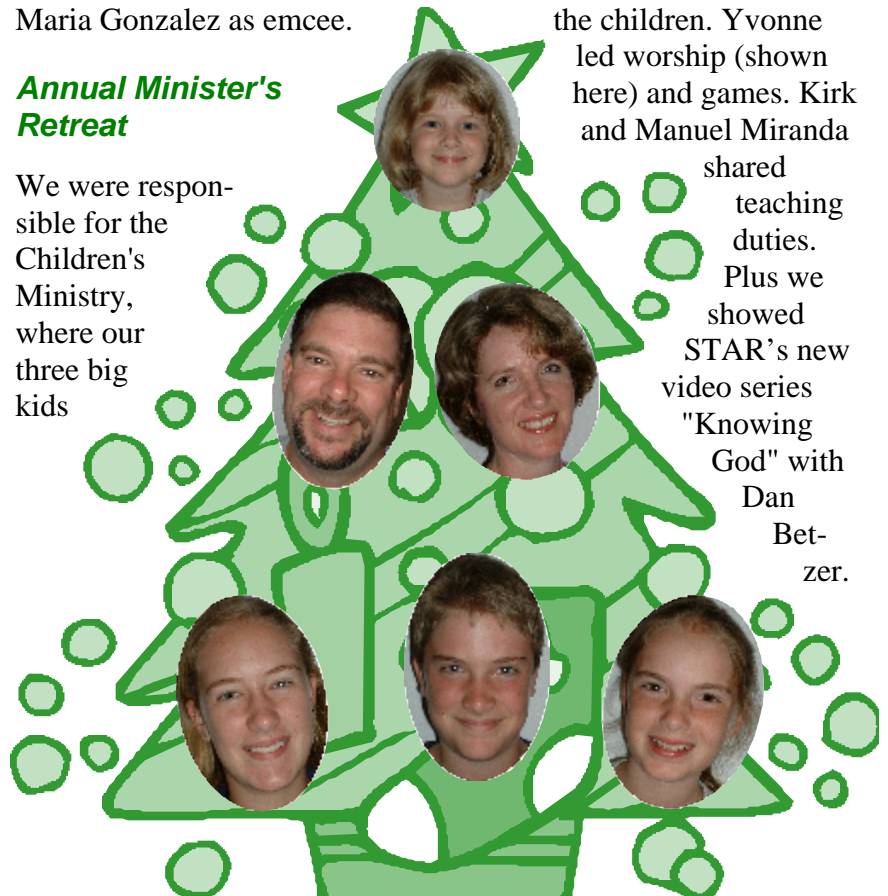 Maria Gonzalez as emcee.
Annual Minister's
Retreat
We were respon-
sible for the
Children's
Ministry,
where our
three big
kids
the children. Yvonne
led worship (shown
here) and games. Kirk
and Manuel Miranda
shared
teaching
duties.
Plus we
showed
STAR’s new
video series
"Knowing
God" with
Dan
Bet-
zer.